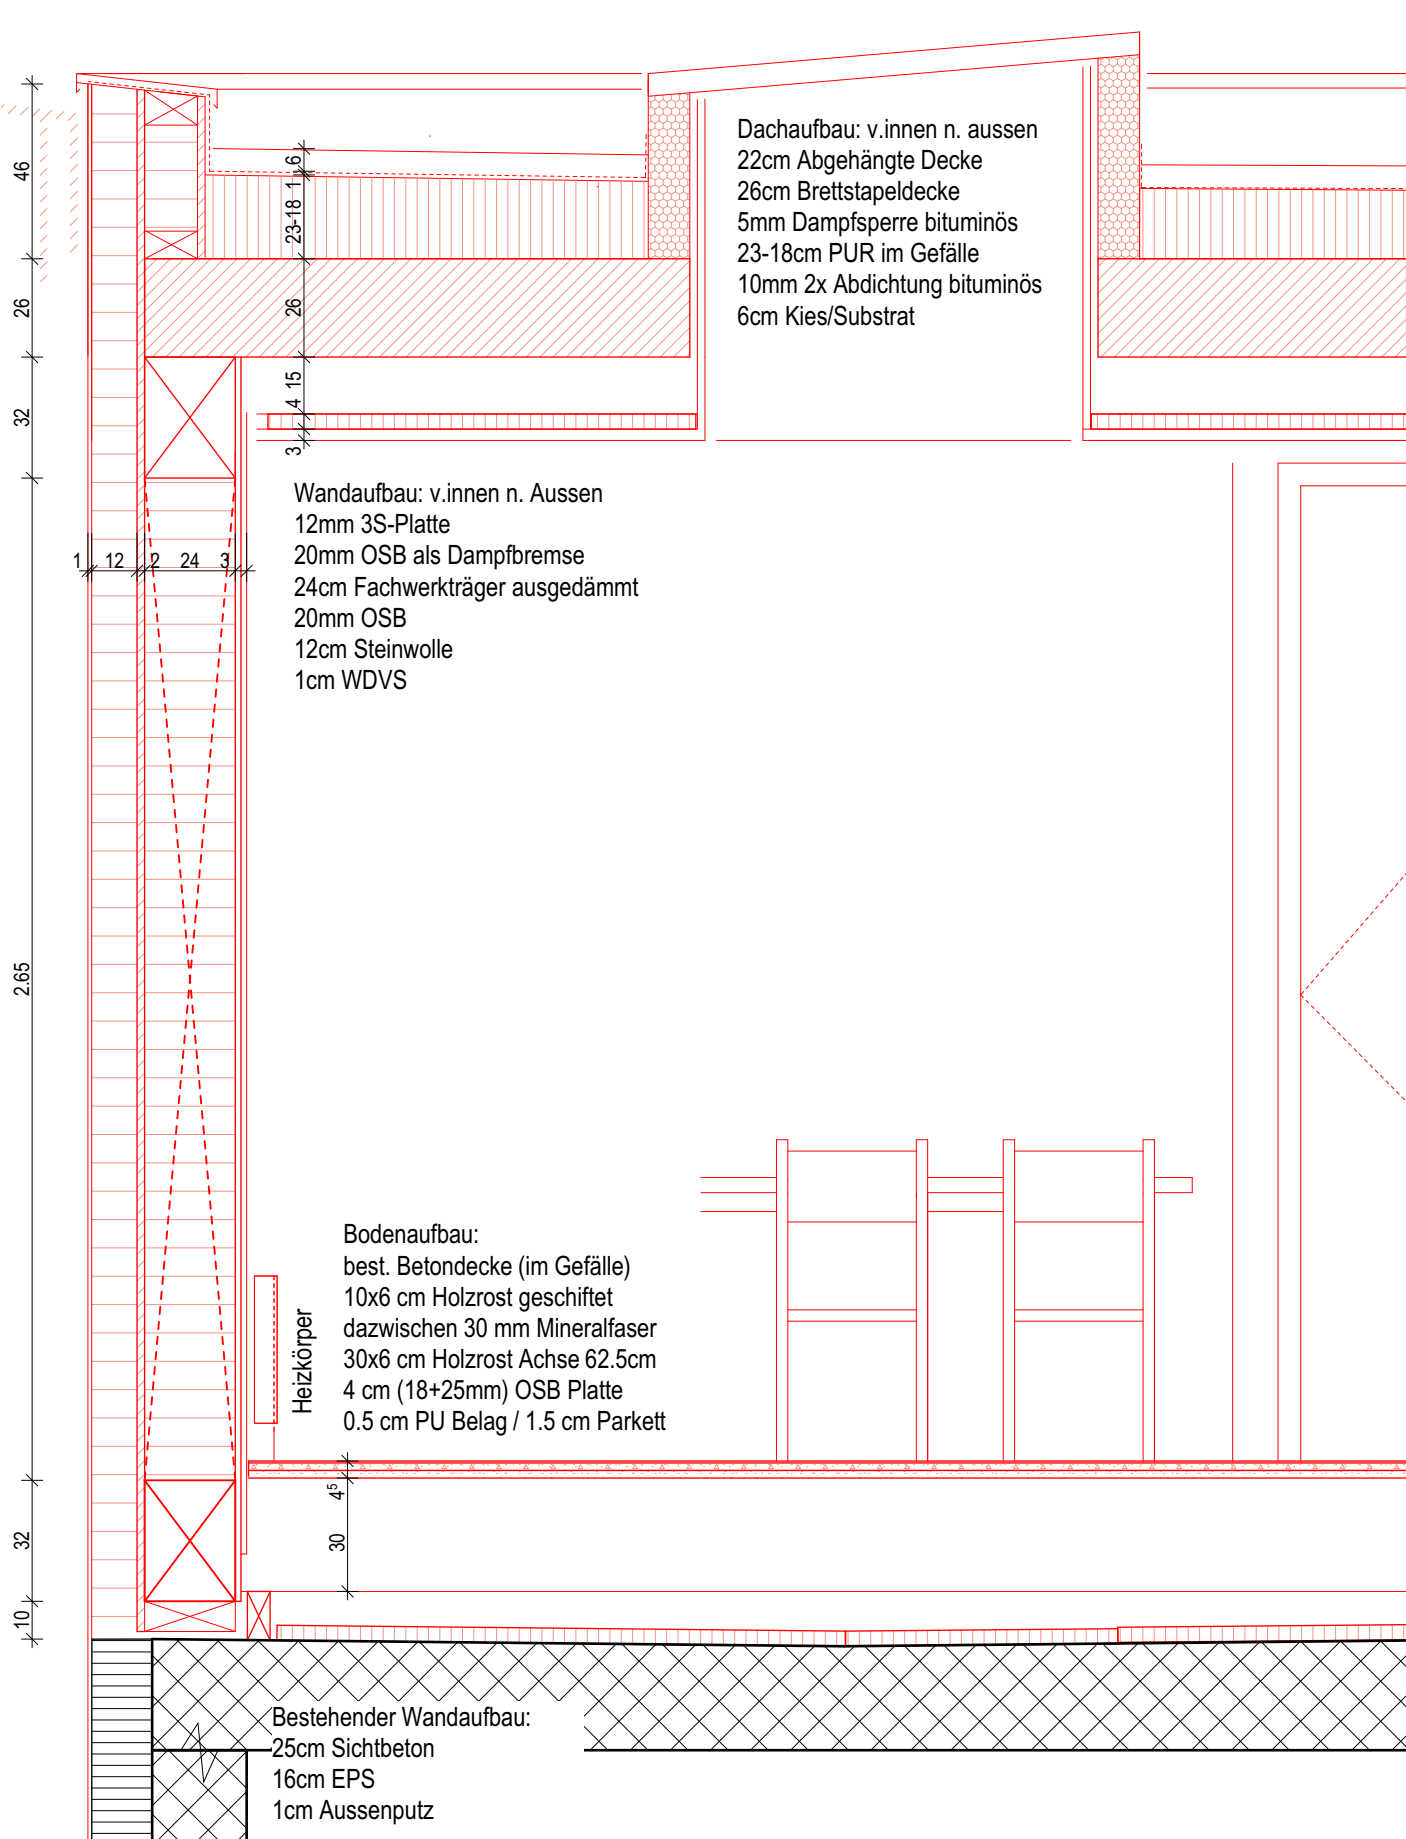 Dachaufbau: v.innen n. aussen
22cm Abgehängte Decke
26cm Brettstapeldecke
5mm Dampfsperre bituminös
23-18cm PUR im Gefälle
10mm 2x Abdichtung bituminös
6cm Kies/Substrat
46
26
32
2.65
32
10
6
1
23-18
26
15
4
3
Wandaufbau: v.innen n. Aussen
12mm 3S-Platte
20mm OSB als Dampfbremse
24cm Fachwerkträger ausgedämmt
20mm OSB
12cm Steinwolle
1cm WDVS
1 12 2 24 3
Bodenaufbau:
best. Betondecke (im Gefälle)
10x6 cm Holzrost geschiftet
dazwischen 30 mm Mineralfaser
30x6 cm Holzrost Achse 62.5cm
4 cm (18+25mm) OSB Platte
0.5 cm PU Belag / 1.5 cm Parkett
Heizkörper
4⁵
30
Bestehender Wandaufbau:
25cm Sichtbeton
16cm EPS
1cm Aussenputz